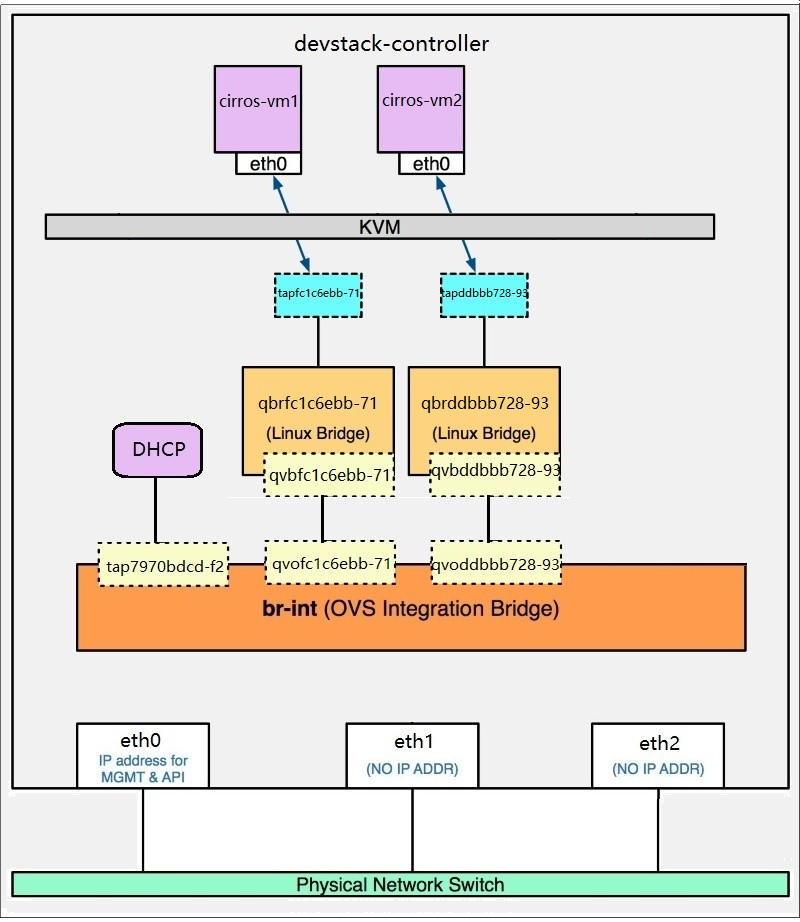 devstack-controller
cirros-vm1
cirros-vm2
eth0
eth0
KVM
tapfc1c6ebb-71
tapddbbb728-93
qbrfc1c6ebb-71
(Linux Bridge)
qbrddbbb728-93
(Linux Bridge)
DHCP
qvbfc1c6ebb-71
qvbddbbb728-93
tap7970bdcd-f2
qvofc1c6ebb-71
qvoddbbb728-93
br-int (OVS Integration Bridge)
eth0
IP address for
MGMT & API
eth1
(NO IP ADDR)
eth2
(NO IP ADDR)
Physical Network Switch